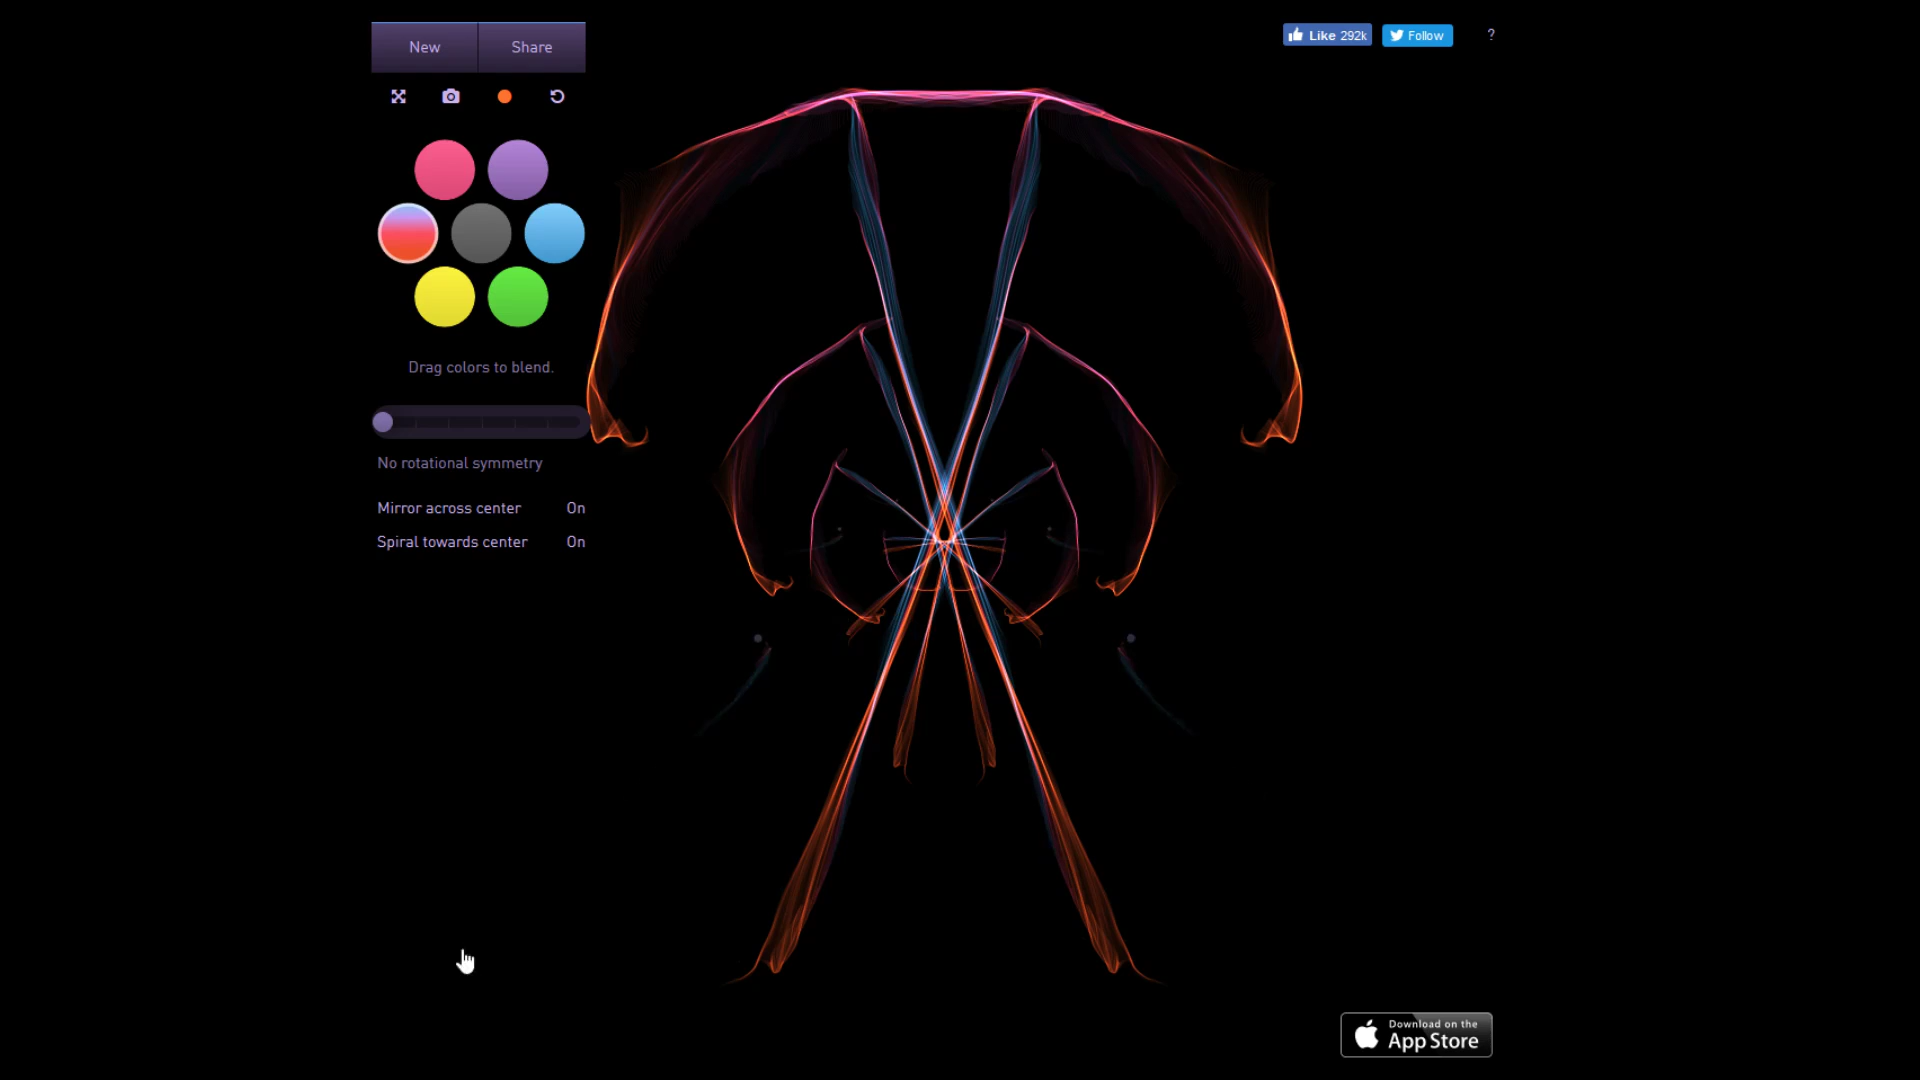 New Share
Like 292k Follow ?
Drag colors to blend.
No rotational symmetry
Mirror across center On
Spiral towards center On
Download on the
App Store